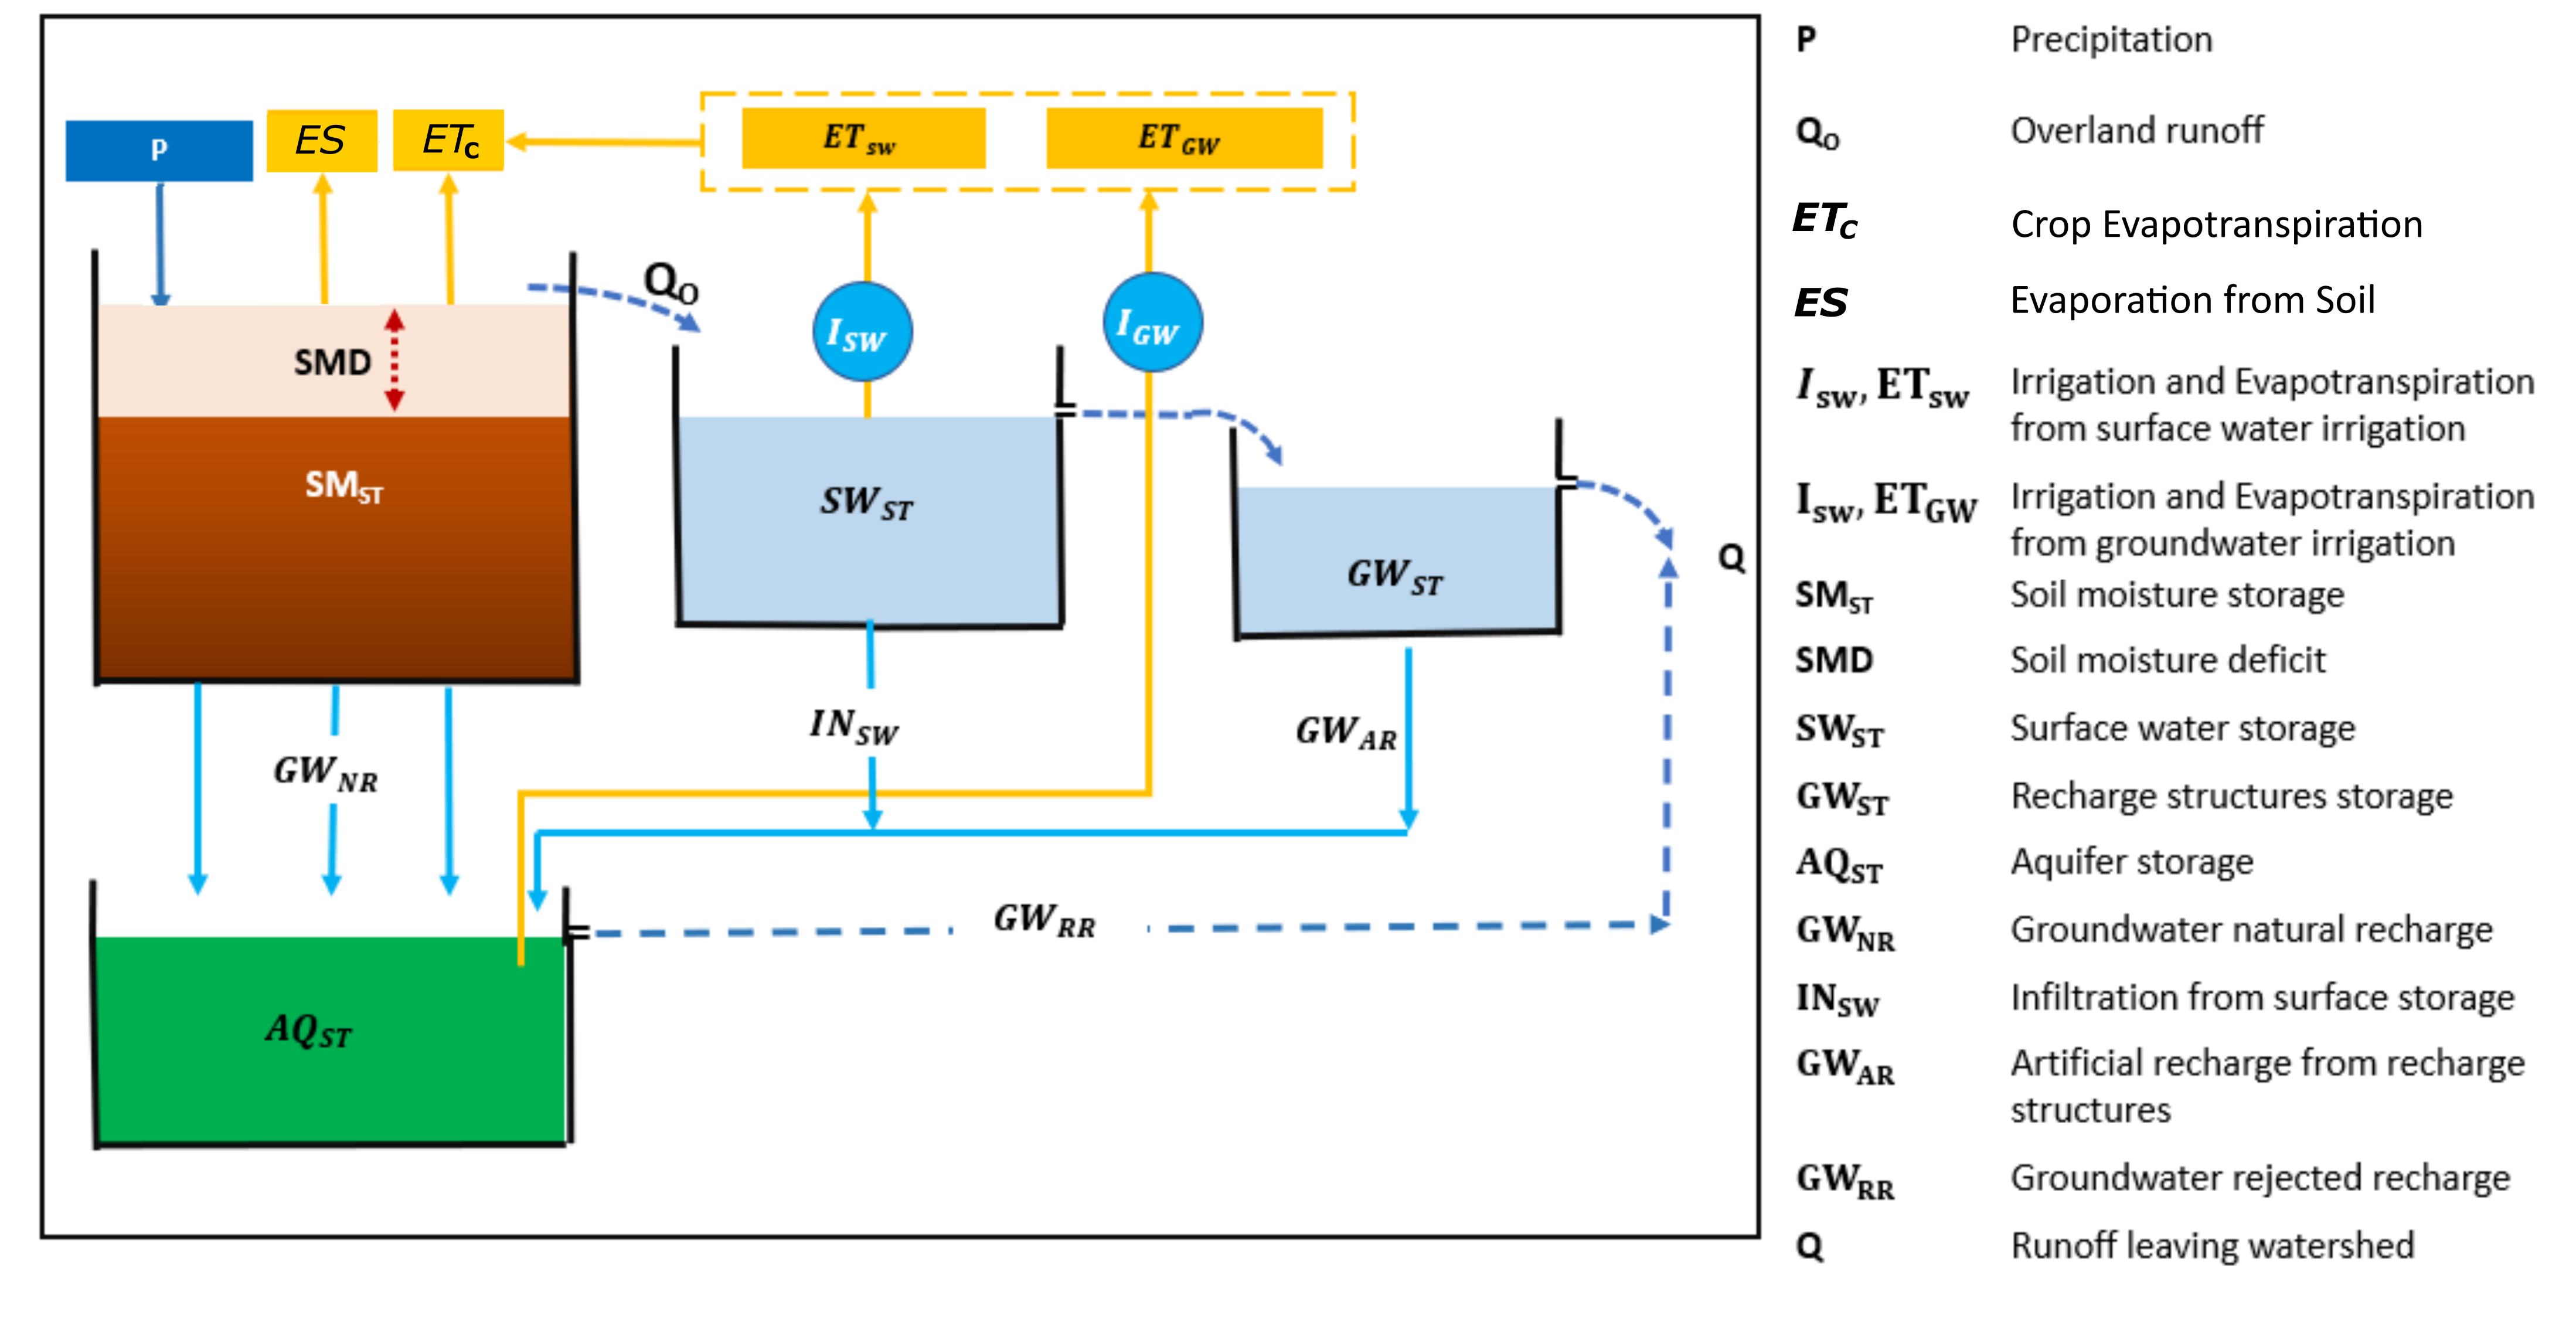 P
ES
ETc
ETsw
ETGW
Qo
ISW
IGW
SMD
SMST
SWST
GWST
Q
INSW
GWAR
GWNR
GWRR
AQST
P Precipitation
QO Overland runoff
ETC Crop Evapotranspiration
ES Evaporation from Soil
Isw, ETsw Irrigation and Evapotranspiration
from surface water irrigation
Isw, ETGW Irrigation and Evapotranspiration
from groundwater irrigation
SMST Soil moisture storage
SMD Soil moisture deficit
SWST Surface water storage
GWST Recharge structures storage
AQST Aquifer storage
GWNR Groundwater natural recharge
INSW Infiltration from surface storage
GWAR Artificial recharge from recharge
structures
GWRR Groundwater rejected recharge
Q Runoff leaving watershed